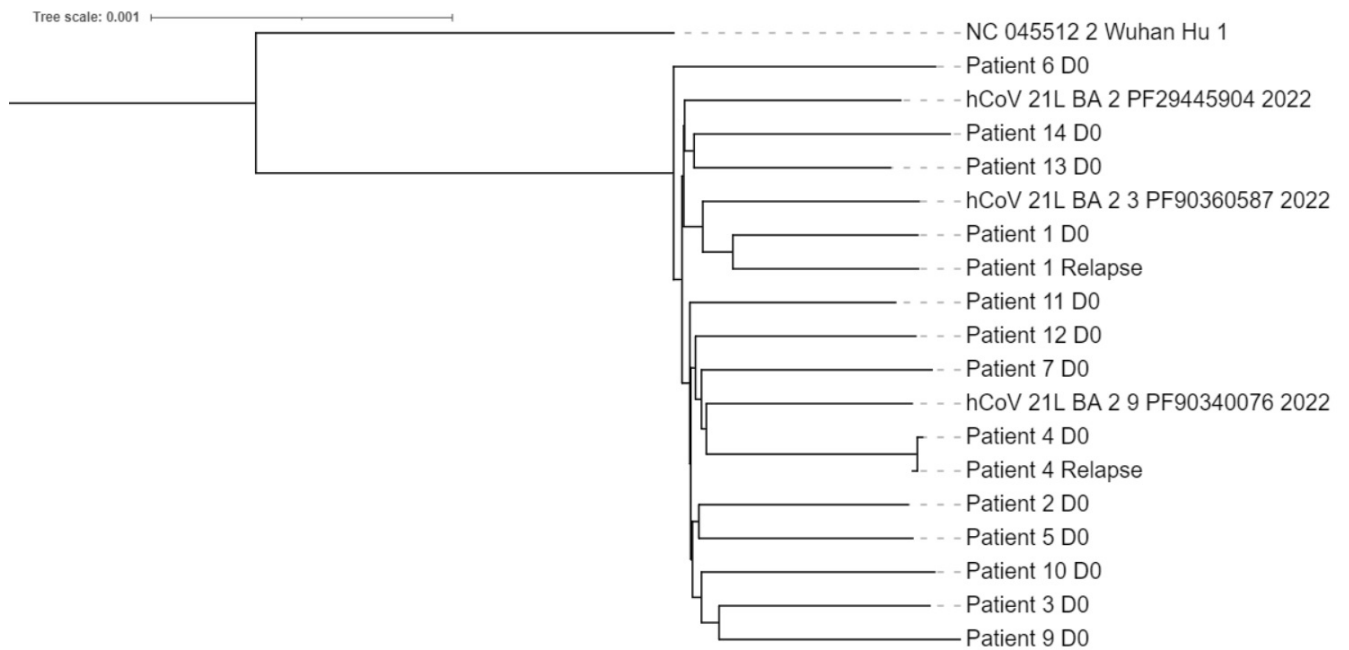 Tree scale: 0.001
NC 045512 2 Wuhan Hu 1
Patient 6 D0
hCoV 21L BA 2 PF29445904 2022
Patient 14 D0
Patient 13 D0
hCoV 21L BA 2 3 PF90360587 2022
Patient 1 D0
Patient 1 Relapse
Patient 11 D0
Patient 12 D0
Patient 7 D0
hCoV 21L BA 2 9 PF90340076 2022
Patient 4 D0
Patient 4 Relapse
Patient 2 D0
Patient 5 D0
Patient 10 D0
Patient 3 D0
Patient 9 D0